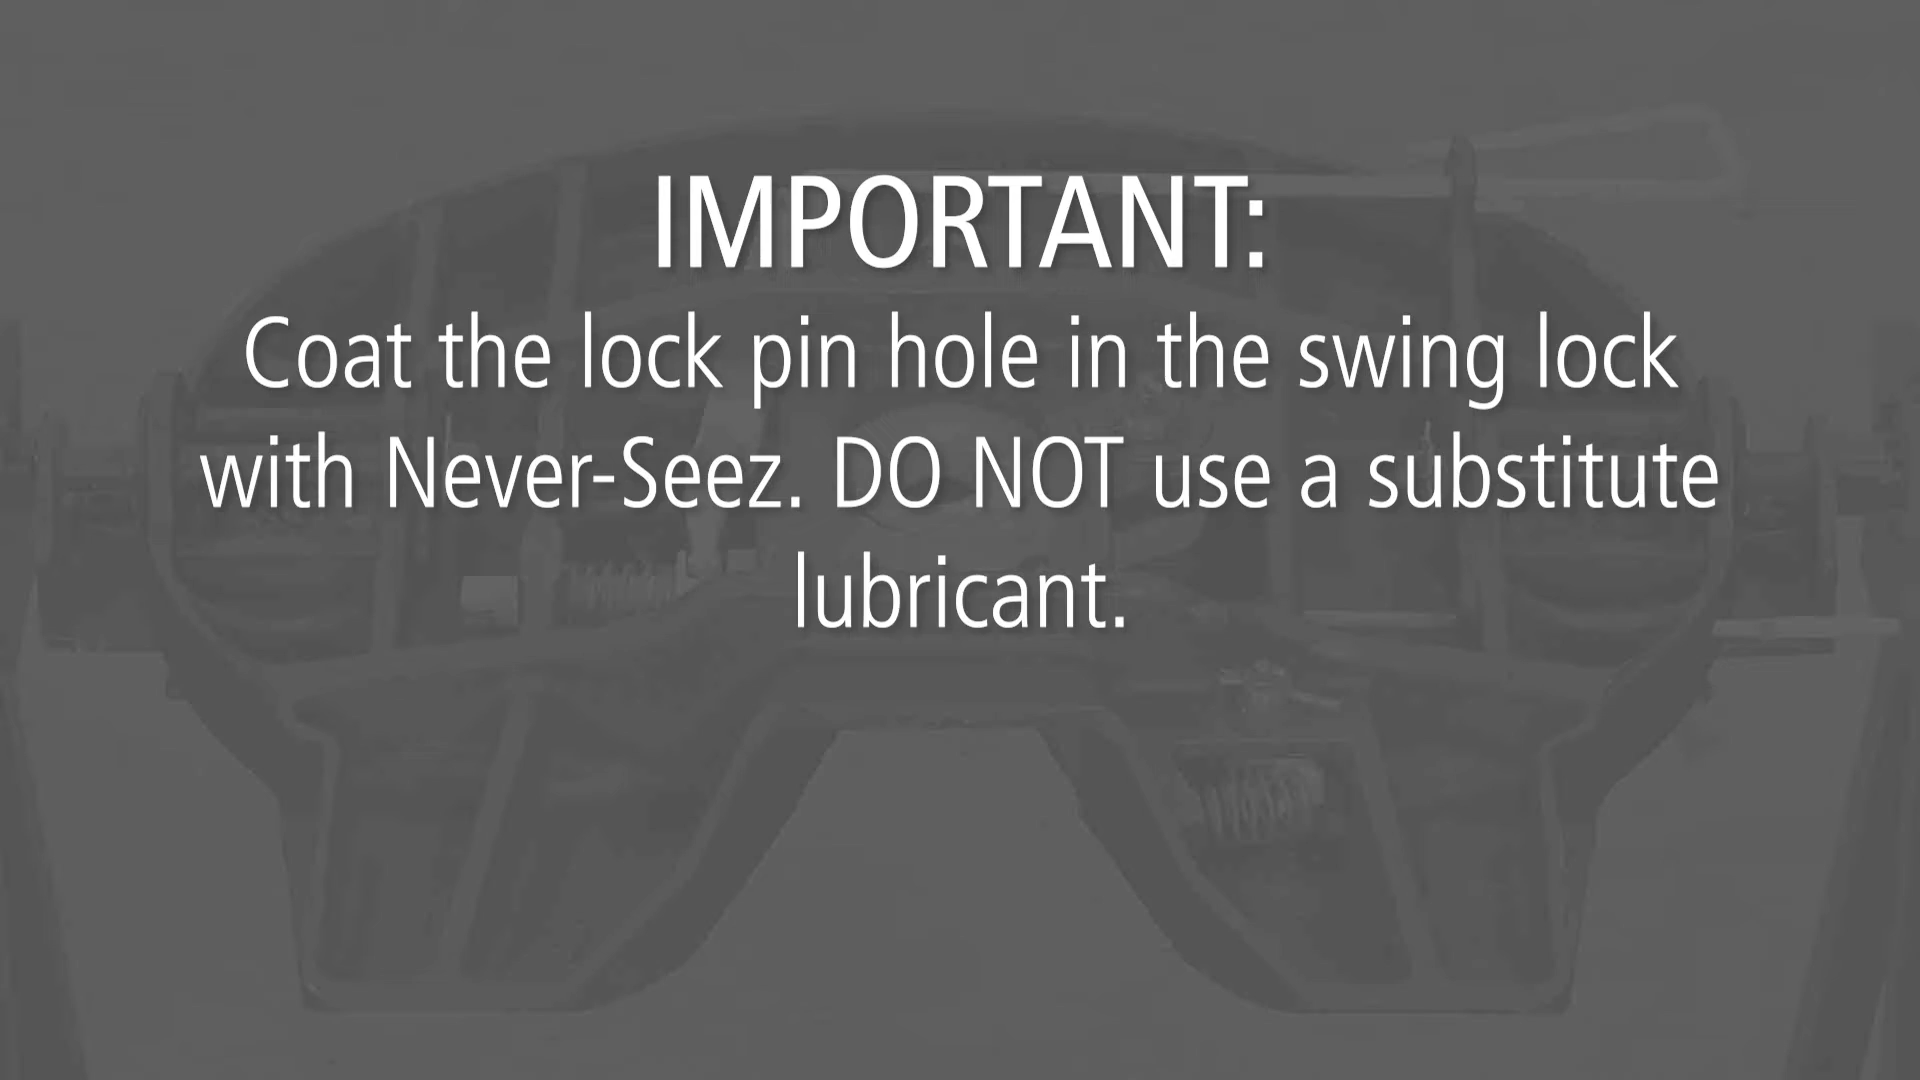 IMPORTANT:
Coat the lock pin hole in the swing lock
with Never-Seez. DO NOT use a substitute
lubricant.